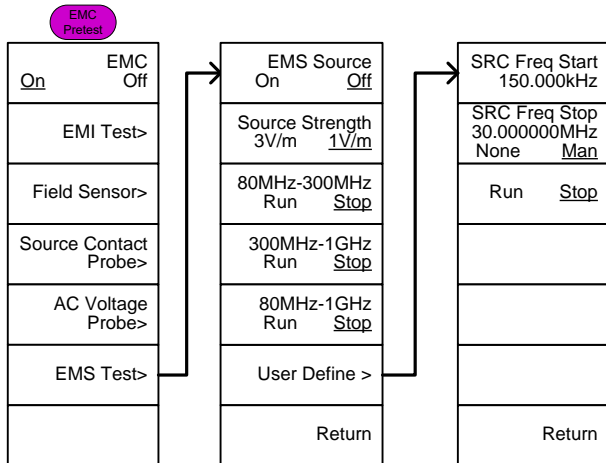 EMC
Pretest
EMC
On Off
EMI Test>
Field Sensor>
Source Contact
Probe>
AC Voltage
Probe>
EMS Test>
EMS Source
On Off
Source Strength
3V/m 1V/m
80MHz-300MHz
Run Stop
300MHz-1GHz
Run Stop
80MHz-1GHz
Run Stop
User Define >
Return
SRC Freq Start
150.000kHz
SRC Freq Stop
30.000000MHz
None Man
Run Stop
Return